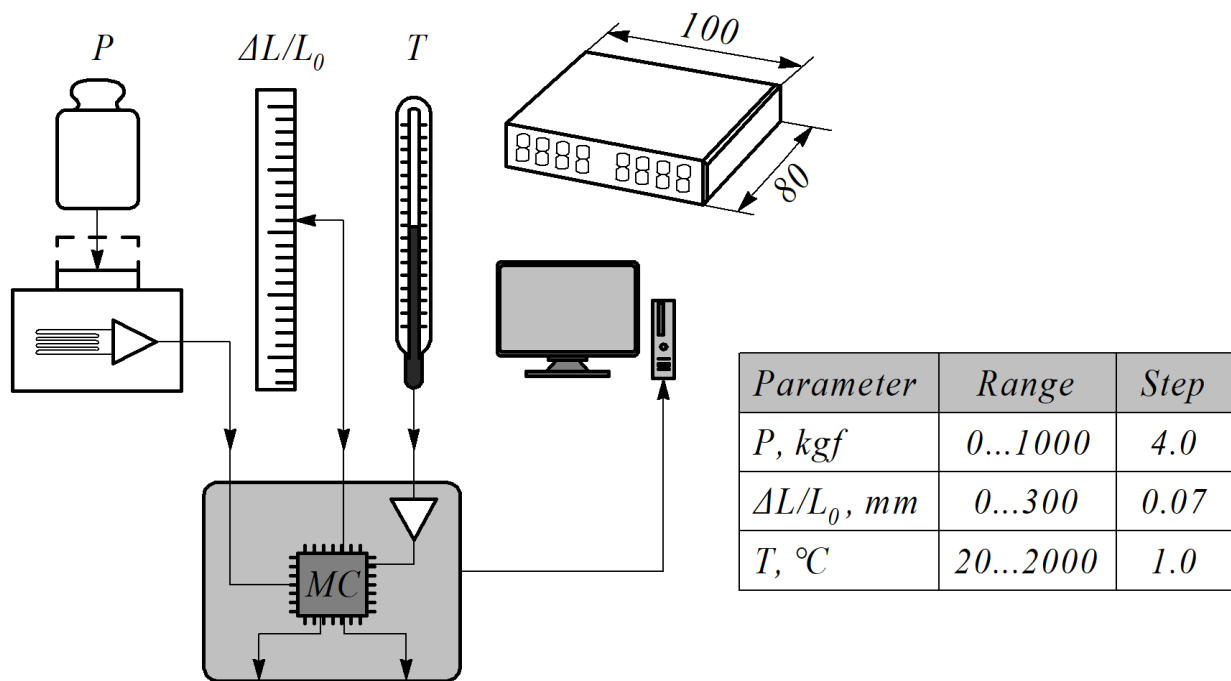 P
ΔL/L₀
T
100
80
MC
Parameter Range Step
P, kgf 0...1000 4.0
ΔL/L₀, mm 0...300 0.07
T, °C 20...2000 1.0